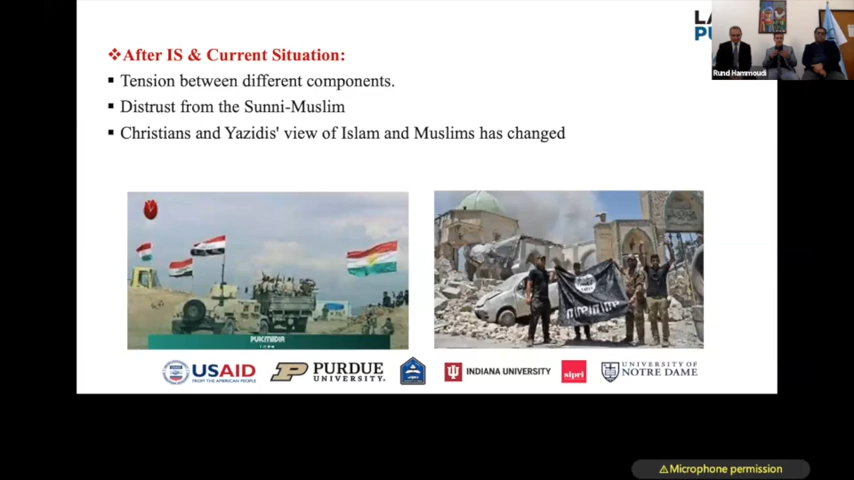 LA
PU
Rund Hammoudi
❖After IS & Current Situation:
▪ Tension between different components.
▪ Distrust from the Sunni-Muslim
▪ Christians and Yazidis' view of Islam and Muslims has changed
PUKMEDIA
USAID
FROM THE AMERICAN PEOPLE
PURDUE
UNIVERSITY®
INDIANA UNIVERSITY
sipri
UNIVERSITY OF
NOTRE DAME
⚠Microphone permission